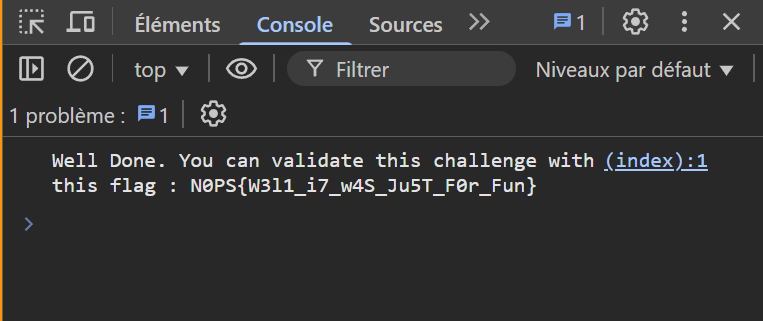 Éléments Console Sources 1
top Filtrer Niveaux par défaut
1 problème : 1
Well Done. You can validate this challenge with (index):1
this flag : N0PS{W3l1_i7_w4S_Ju5T_F0r_Fun}